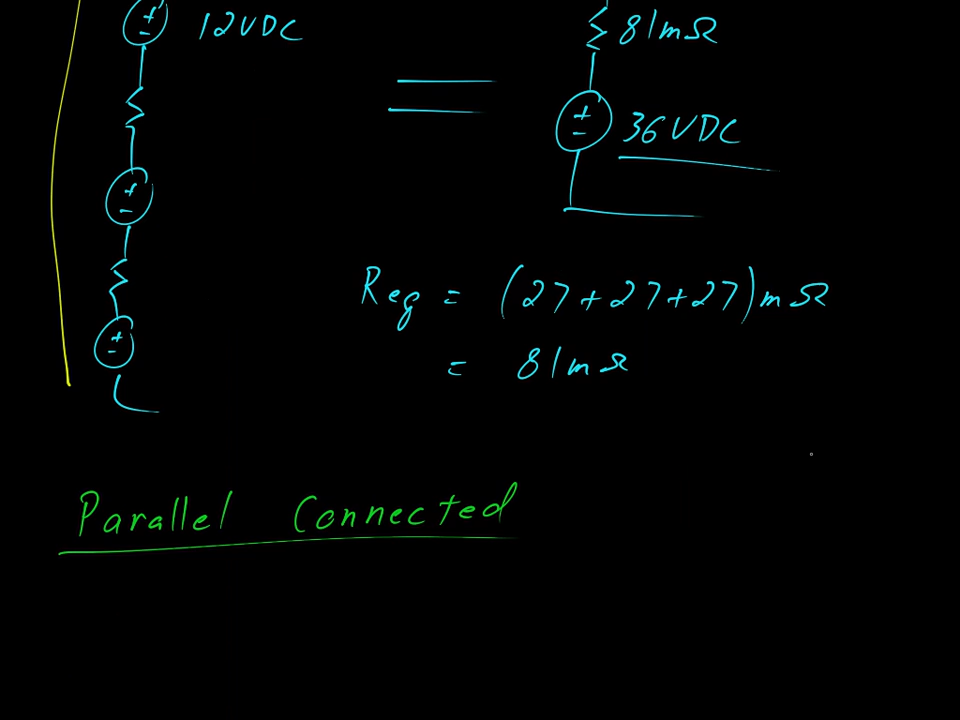 12VDC
81mΩ
=
36VDC
Req = (27+27+27)mΩ
= 81mΩ
Parallel Connected